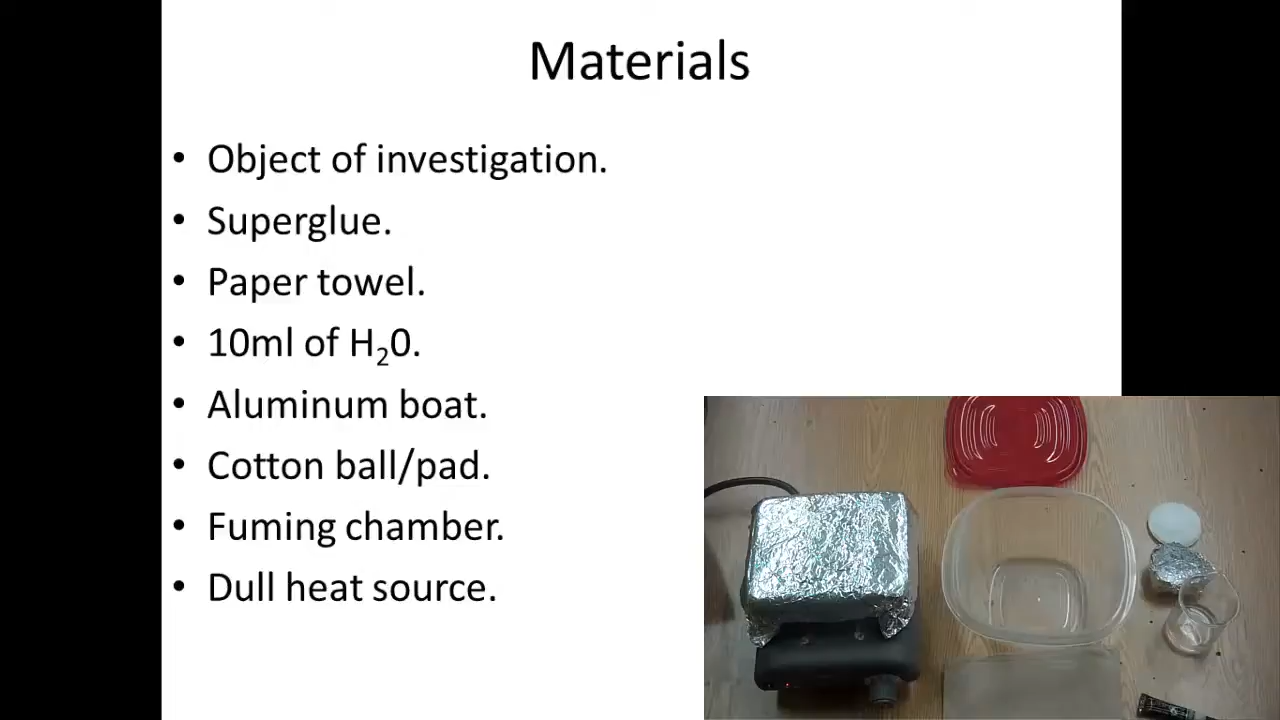 Materials
• Object of investigation.
• Superglue.
• Paper towel.
• 10ml of H₂0.
• Aluminum boat.
• Cotton ball/pad.
• Fuming chamber.
• Dull heat source.